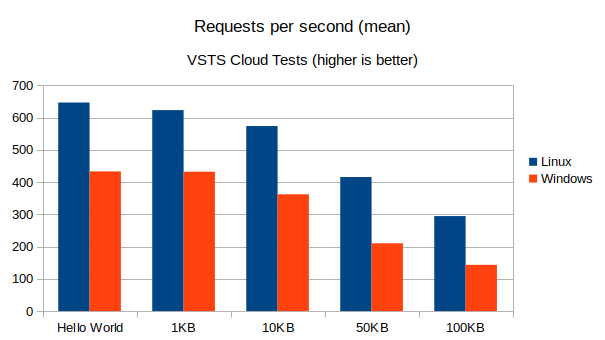 Requests per second (mean)
VSTS Cloud Tests (higher is better)
700
600
500
400
300
200
100
0
Hello World 1KB 10KB 50KB 100KB
Linux
Windows